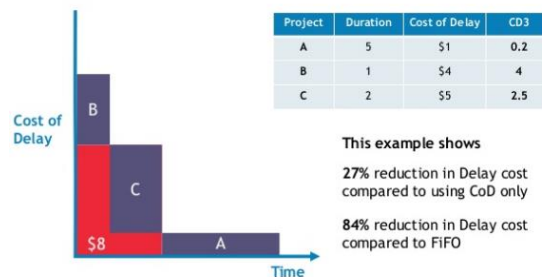 Project Duration Cost of Delay CD3
A 5 $1 0.2
B 1 $4 4
C 2 $5 2.5
Cost of
Delay
B
C
$8
A
Time
This example shows
27% reduction in Delay cost
compared to using CoD only
84% reduction in Delay cost
compared to FiFO